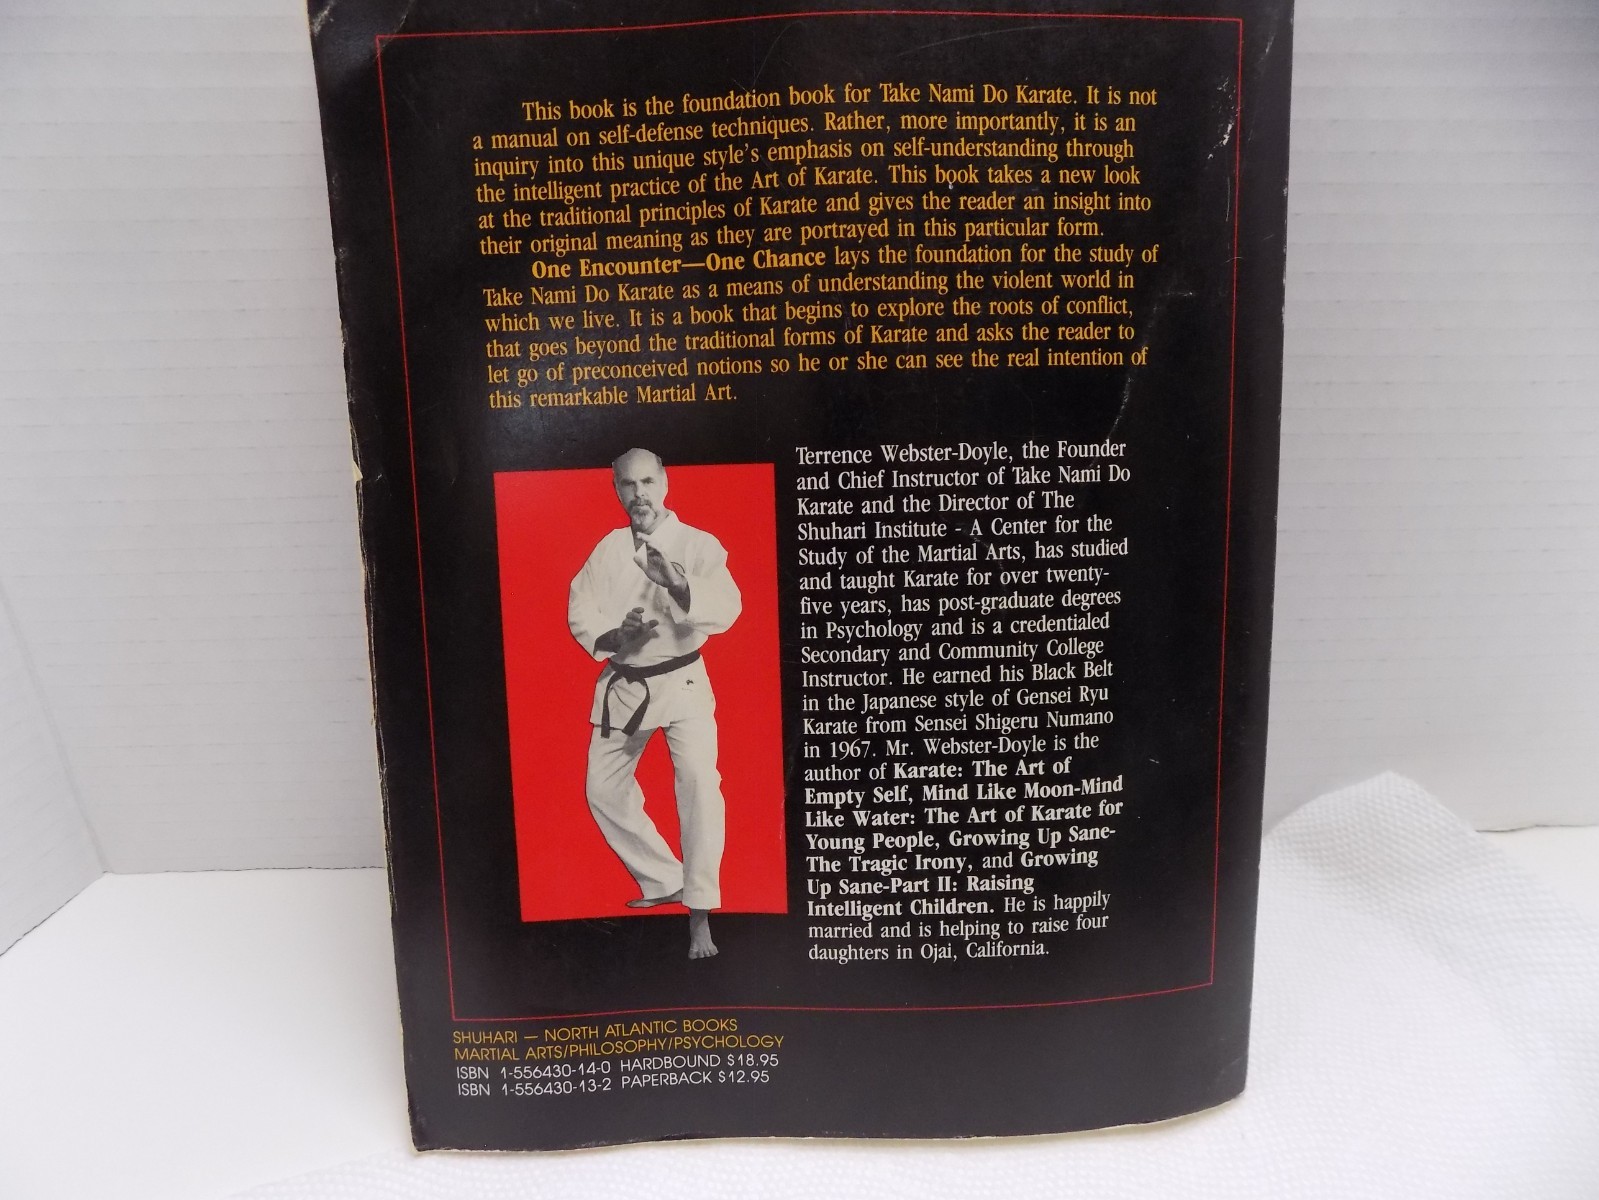 This book is the foundation book for Take Nami Do Karate. It is not
a manual on self-defense techniques. Rather, more importantly, it is an
inquiry into this unique style's emphasis on self-understanding through
the intelligent practice of the Art of Karate. This book takes a new look
at the traditional principles of Karate and gives the reader an insight into
their original meaning as they are portrayed in this particular form.
One Encounter—One Chance lays the foundation for the study of
Take Nami Do Karate as a means of understanding the violent world in
which we live. It is a book that begins to explore the roots of conflict,
that goes beyond the traditional forms of Karate and asks the reader to
let go of preconceived notions so he or she can see the real intention of
this remarkable Martial Art.
Terrence Webster-Doyle, the Founder
and Chief Instructor of Take Nami Do
Karate and the Director of The
Shuhari Institute - A Center for the
Study of the Martial Arts, has studied
and taught Karate for over twenty-
five years, has post-graduate degrees
in Psychology and is a credentialed
Secondary and Community College
Instructor. He earned his Black Belt
in the Japanese style of Gensei Ryu
Karate from Sensei Shigeru Numano
in 1967. Mr. Webster-Doyle is the
author of Karate: The Art of
Empty Self, Mind Like Moon-Mind
Like Water: The Art of Karate for
Young People, Growing Up Sane-
The Tragic Irony, and Growing
Up Sane-Part II: Raising
Intelligent Children. He is happily
married and is helping to raise four
daughters in Ojai, California.
SHUHARI — NORTH ATLANTIC BOOKS
MARTIAL ARTS/PHILOSOPHY/PSYCHOLOGY
ISBN 1-556430-14-0 HARDBOUND $18.95
ISBN 1-556430-13-2 PAPERBACK $12.95